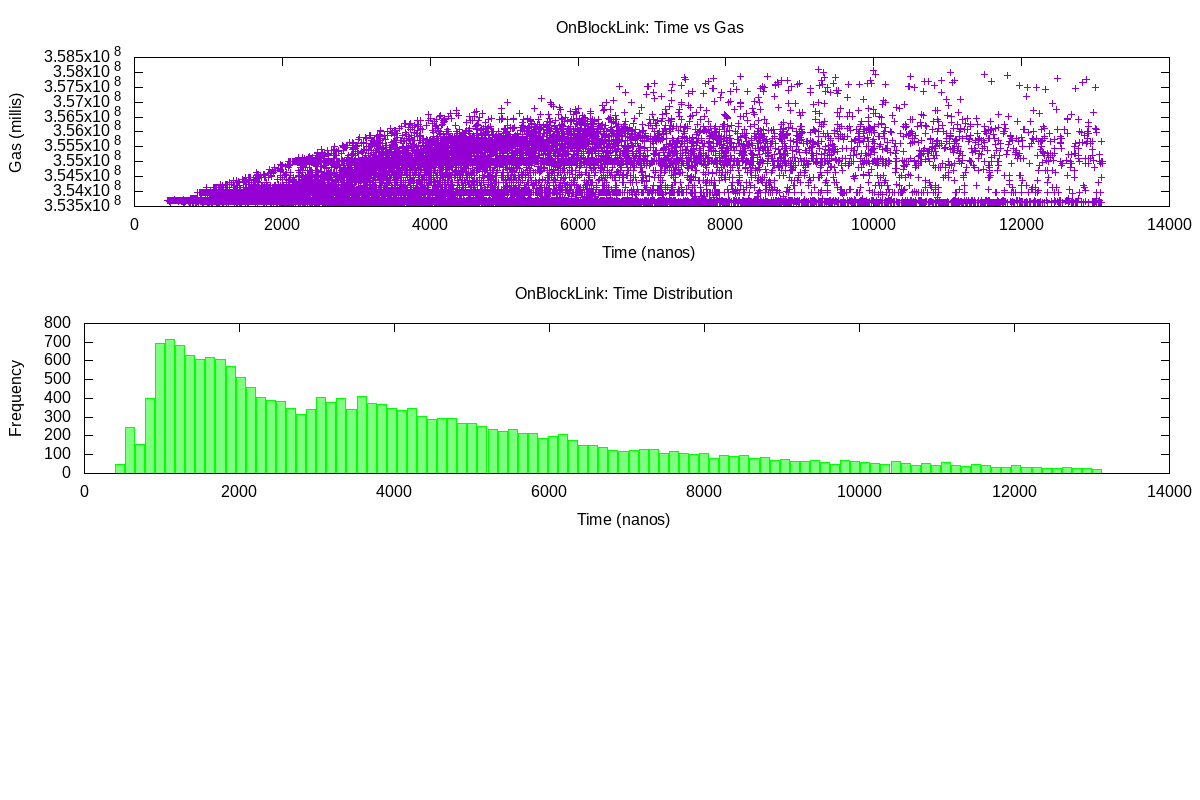 OnBlockLink: Time vs Gas
3.585x10 8
3.58x10 8
3.575x10 8
3.57x10 8
3.565x10 8
3.56x10 8
3.555x10 8
3.55x10 8
3.545x10 8
3.54x10 8
3.535x10 8
Gas (millis)
0 2000 4000 6000 8000 10000 12000 14000
Time (nanos)
OnBlockLink: Time Distribution
800
700
600
500
400
300
200
100
0
Frequency
0 2000 4000 6000 8000 10000 12000 14000
Time (nanos)